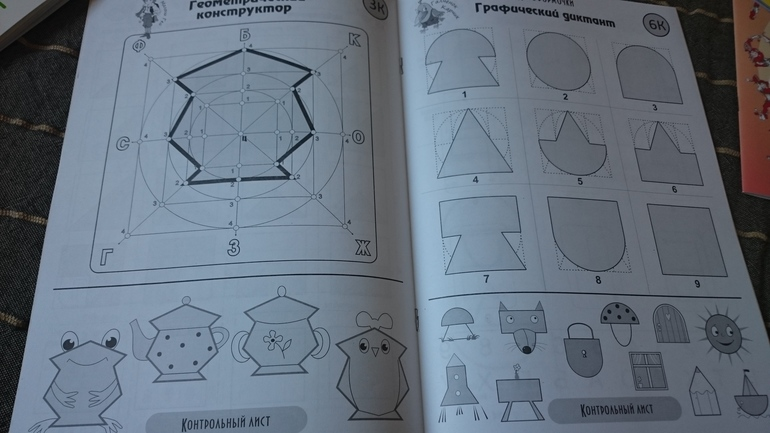 Геометрический
конструктор
3К
Ф
Б
К
С
О
Г
З
Ж
КОНТРОЛЬНЫЙ ЛИСТ
Графический диктант
6К
1
2
3
4
5
6
7
8
9
КОНТРОЛЬНЫЙ ЛИСТ